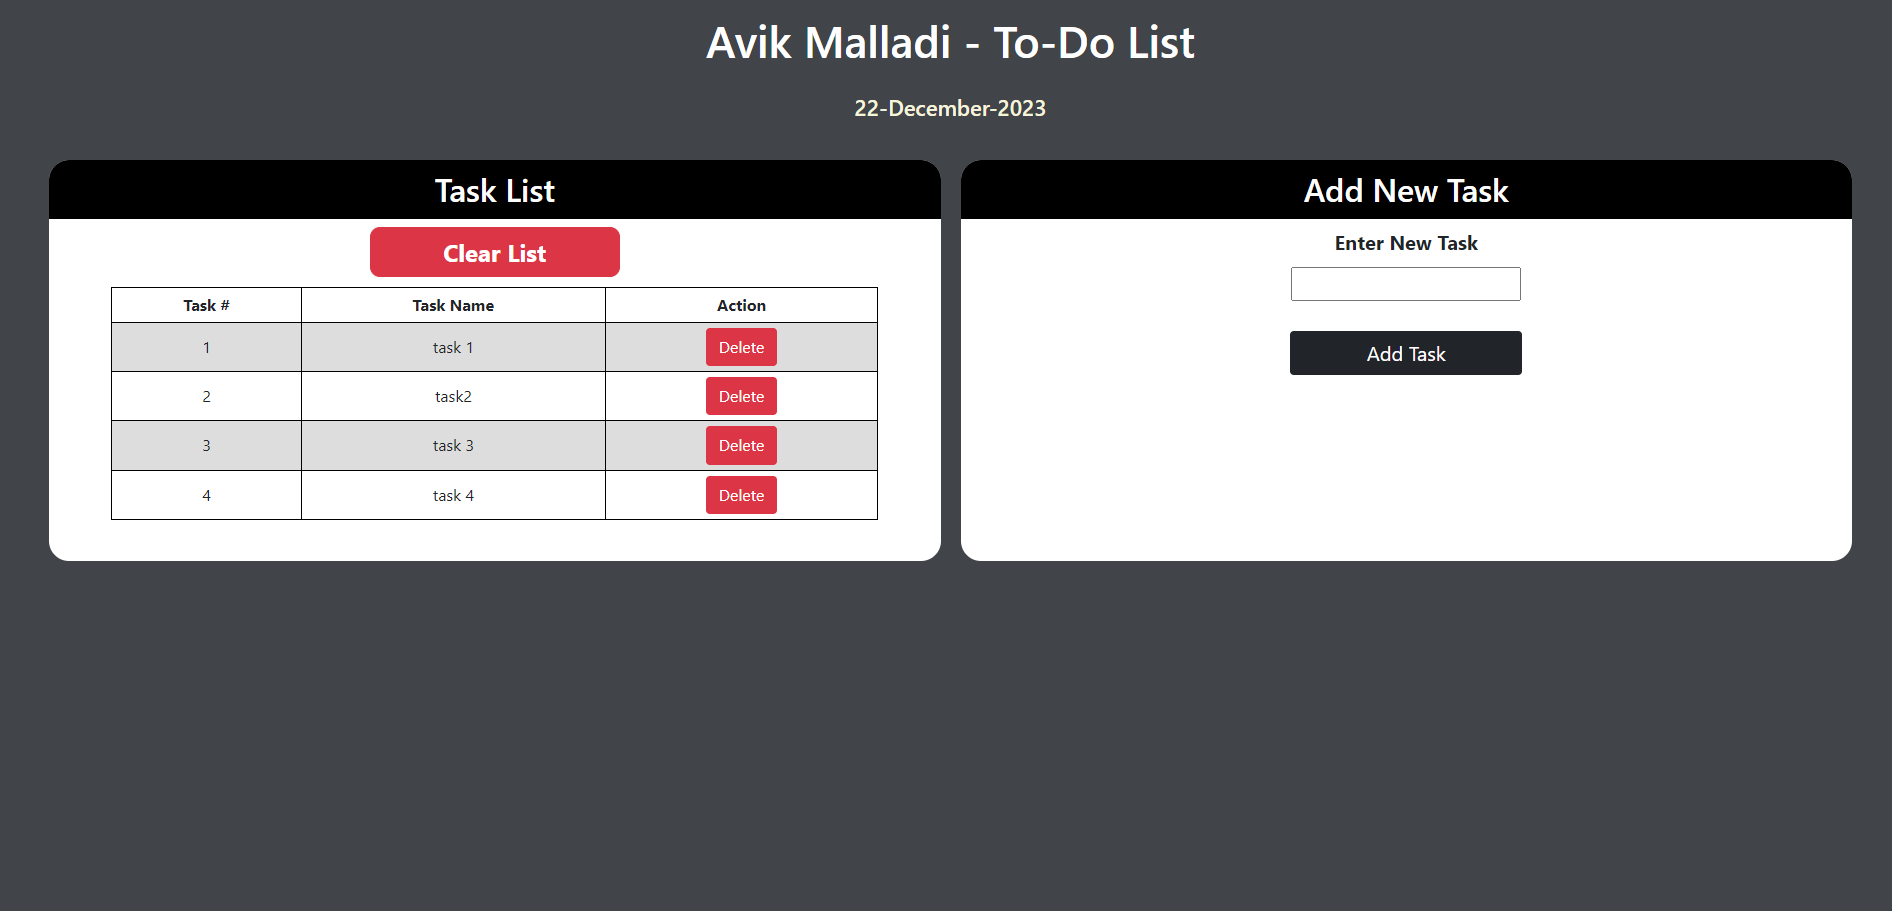 Avik Malladi - To-Do List
22-December-2023
Task List
Clear List
Task # Task Name Action
1 task 1 Delete
2 task2 Delete
3 task 3 Delete
4 task 4 Delete
Add New Task
Enter New Task
Add Task